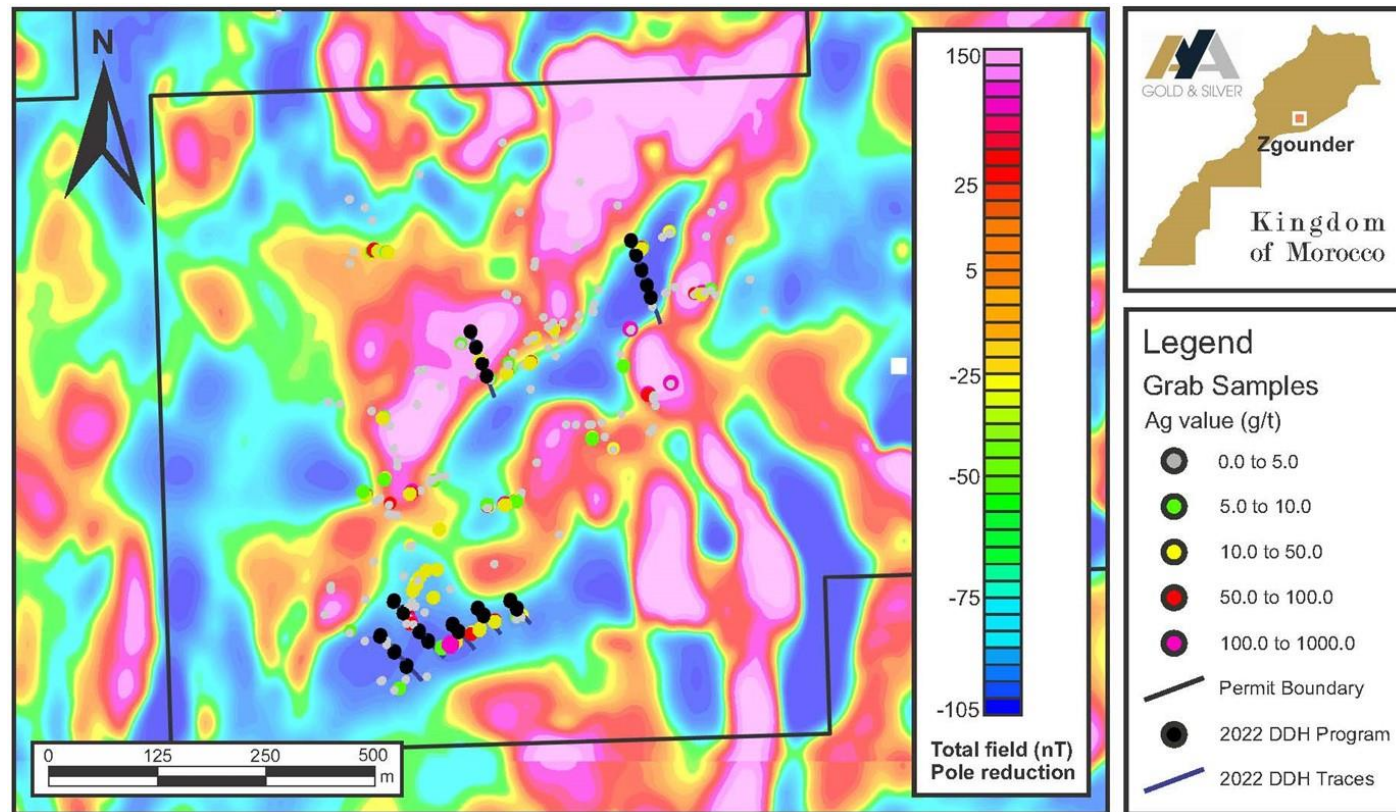 N
150
25
5
-25
-50
-75
-105
Total field (nT)
Pole reduction
0 125 250 500
m
AYA
GOLD & SILVER
Zgounder
Kingdom
of Morocco
Legend
Grab Samples
Ag value (g/t)
0.0 to 5.0
5.0 to 10.0
10.0 to 50.0
50.0 to 100.0
100.0 to 1000.0
Permit Boundary
2022 DDH Program
2022 DDH Traces